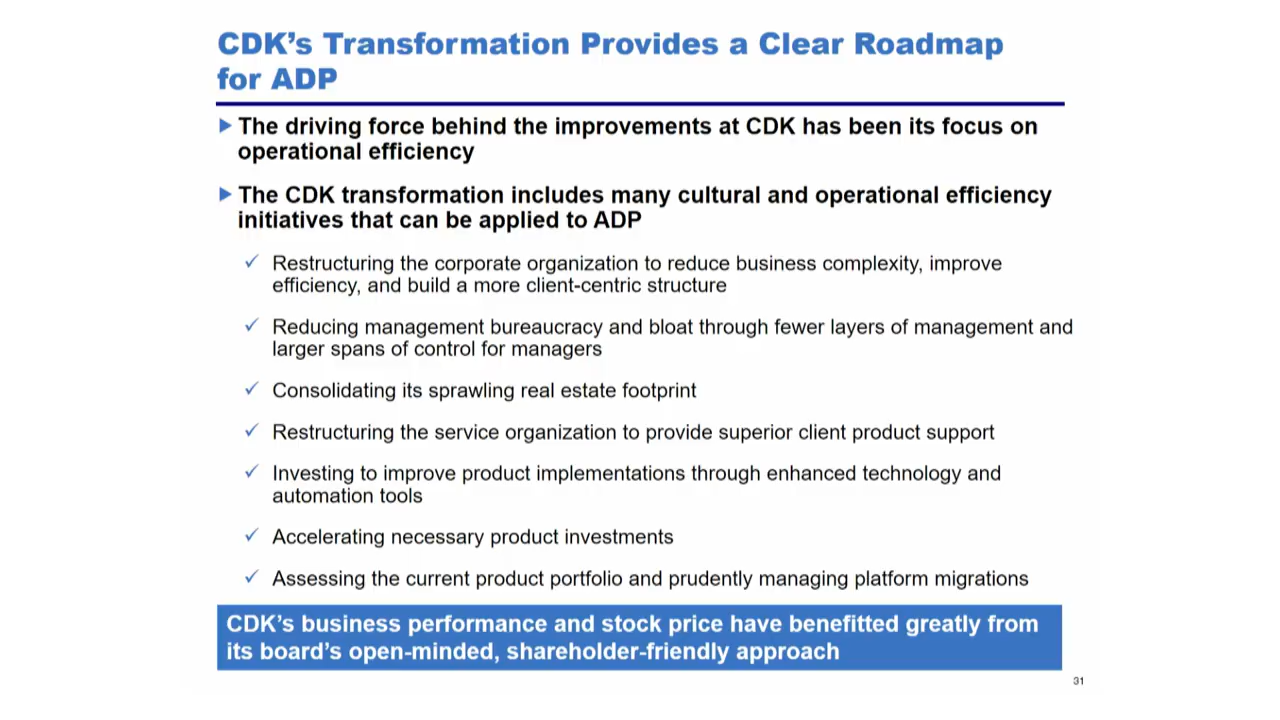 CDK’s Transformation Provides a Clear Roadmap
for ADP
The driving force behind the improvements at CDK has been its focus on
operational efficiency
The CDK transformation includes many cultural and operational efficiency
initiatives that can be applied to ADP
✓ Restructuring the corporate organization to reduce business complexity, improve
efficiency, and build a more client-centric structure
✓ Reducing management bureaucracy and bloat through fewer layers of management and
larger spans of control for managers
✓ Consolidating its sprawling real estate footprint
✓ Restructuring the service organization to provide superior client product support
✓ Investing to improve product implementations through enhanced technology and
automation tools
✓ Accelerating necessary product investments
✓ Assessing the current product portfolio and prudently managing platform migrations
CDK’s business performance and stock price have benefitted greatly from
its board’s open-minded, shareholder-friendly approach
31